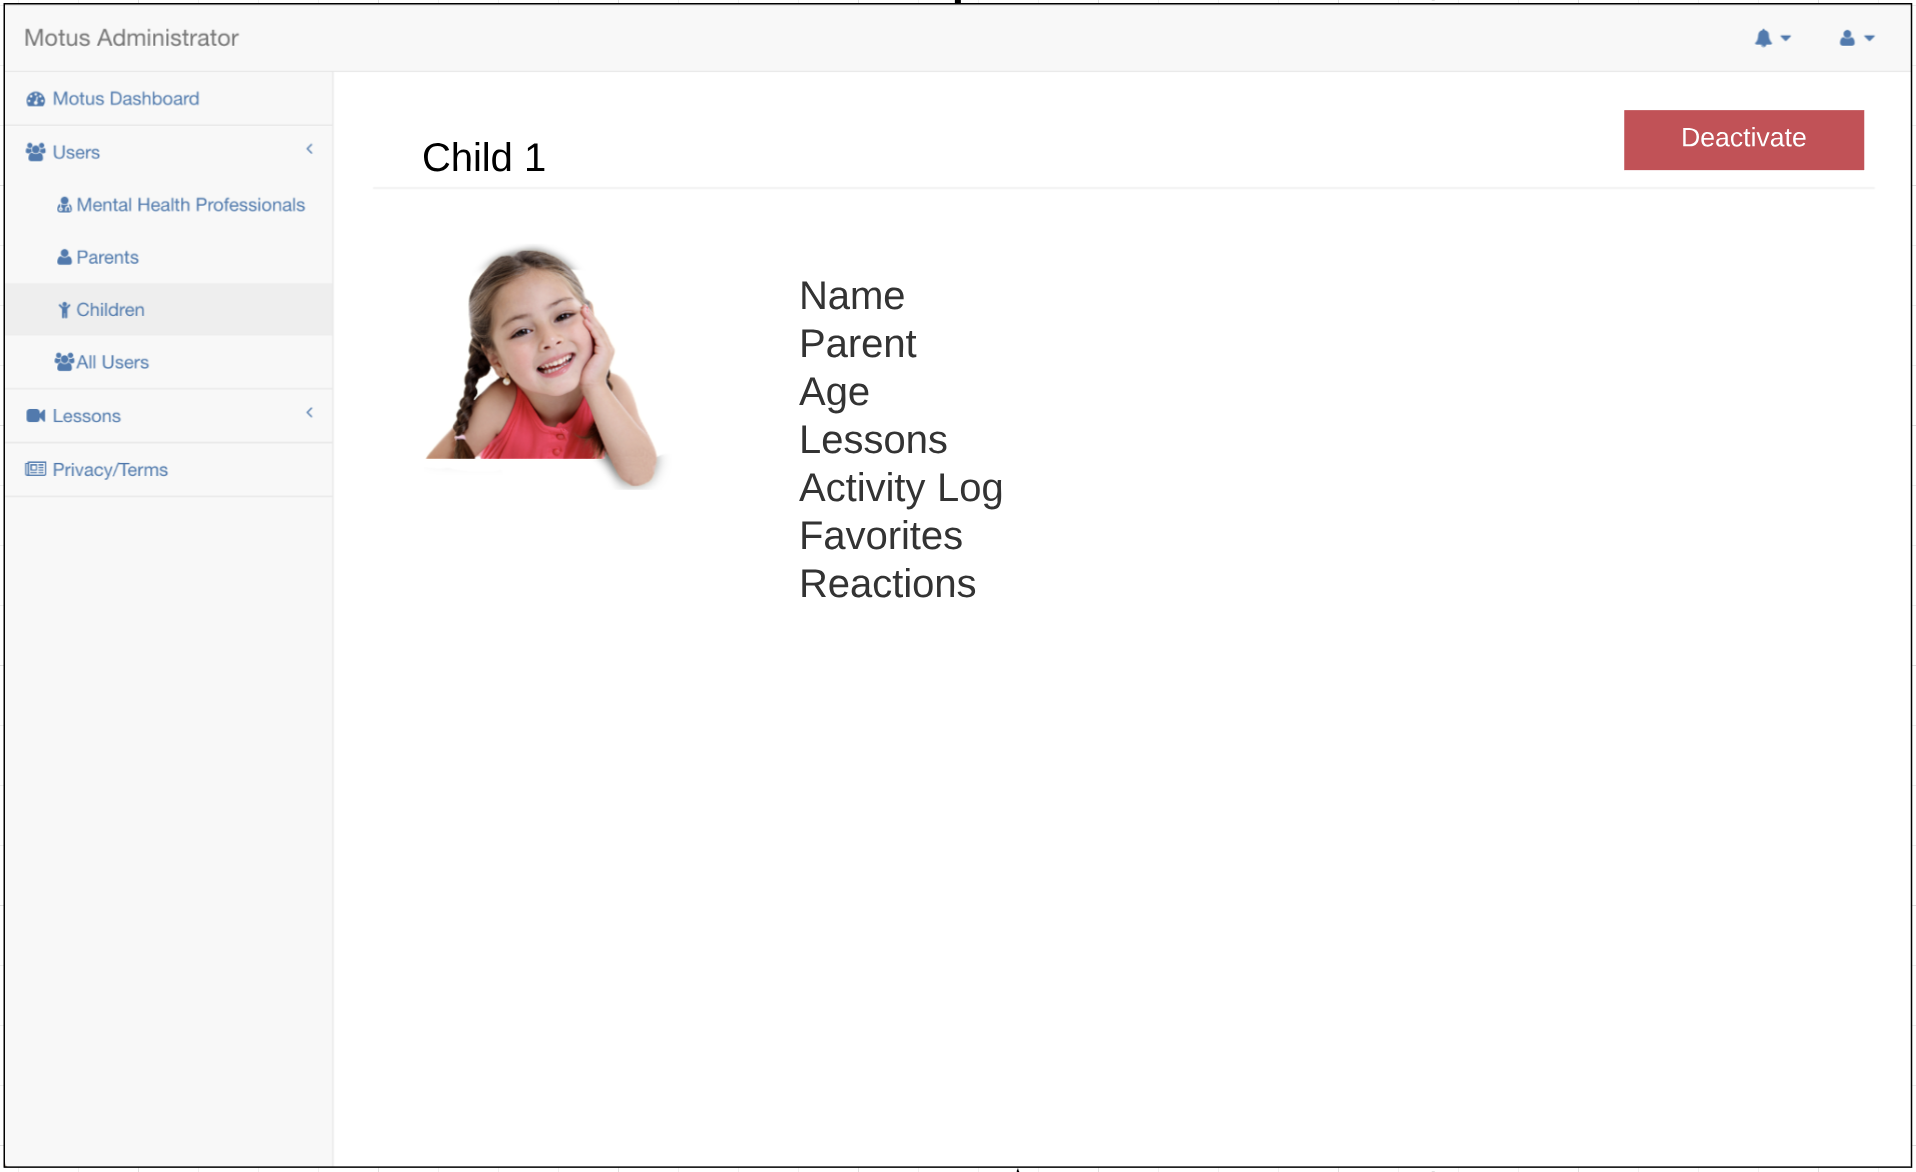 Motus Administrator
Motus Dashboard
Users
Mental Health Professionals
Parents
Children
All Users
Lessons
Privacy/Terms
Child 1
Deactivate
Name
Parent
Age
Lessons
Activity Log
Favorites
Reactions